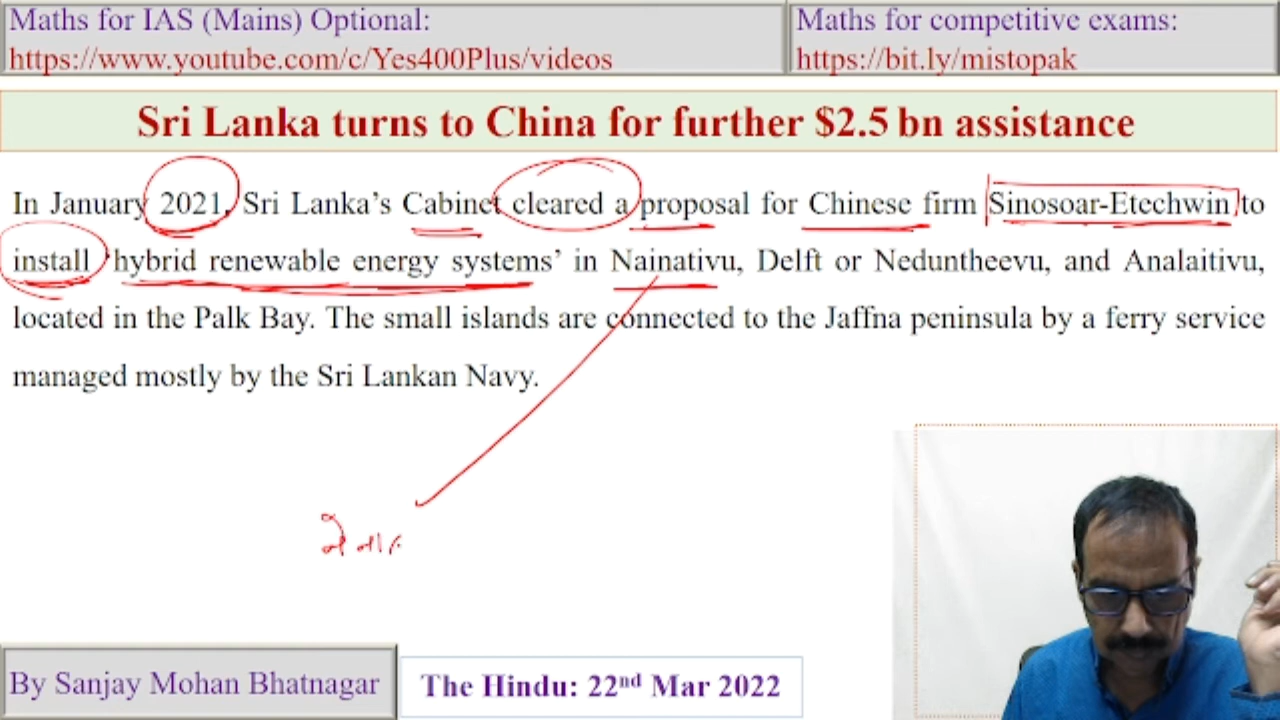 Maths for IAS (Mains) Optional:
https://www.youtube.com/c/Yes400Plus/videos
Maths for competitive exams:
https://bit.ly/mistopak
Sri Lanka turns to China for further $2.5 bn assistance
In January 2021, Sri Lanka’s Cabinet cleared a proposal for Chinese firm Sinosoar-Etechwin to
install ‘hybrid renewable energy systems’ in Nainativu, Delft or Neduntheevu, and Analaitivu,
located in the Palk Bay. The small islands are connected to the Jaffna peninsula by a ferry service
managed mostly by the Sri Lankan Navy.
By Sanjay Mohan Bhatnagar
The Hindu: 22nd Mar 2022